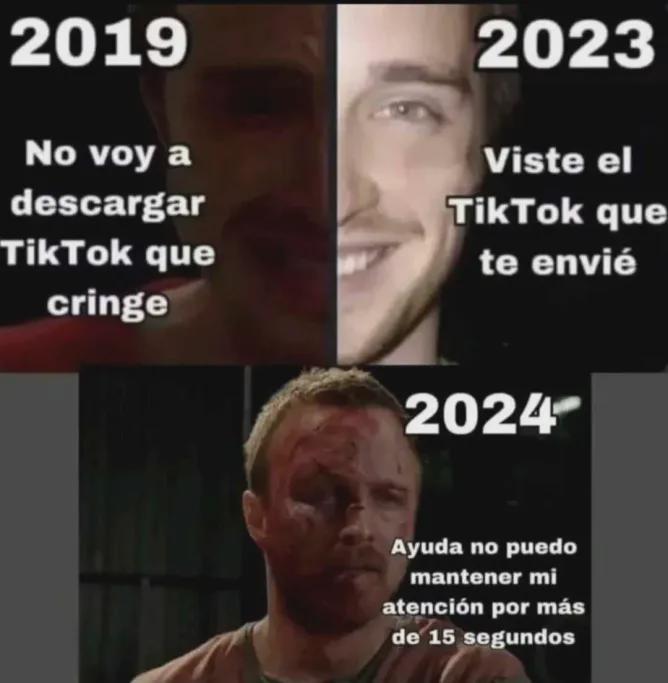 2019
No voy a
descargar
TikTok que
cringe
2023
Viste el
TikTok que
te envié
2024
Ayuda no puedo
mantener mi
atención por más
de 15 segundos